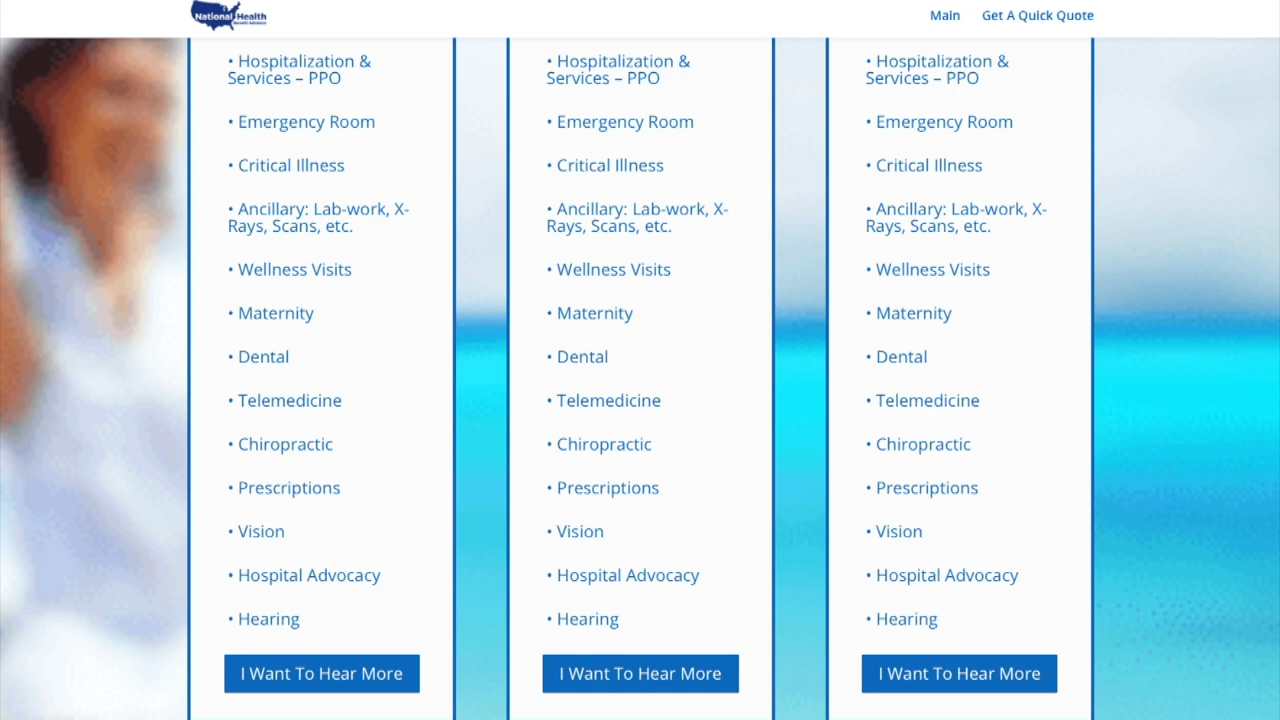 National Health
Benefit Advisors
Main
Get A Quick Quote
• Hospitalization &
Services – PPO
• Emergency Room
• Critical Illness
• Ancillary: Lab-work, X-
Rays, Scans, etc.
• Wellness Visits
• Maternity
• Dental
• Telemedicine
• Chiropractic
• Prescriptions
• Vision
• Hospital Advocacy
• Hearing
I Want To Hear More
• Hospitalization &
Services – PPO
• Emergency Room
• Critical Illness
• Ancillary: Lab-work, X-
Rays, Scans, etc.
• Wellness Visits
• Maternity
• Dental
• Telemedicine
• Chiropractic
• Prescriptions
• Vision
• Hospital Advocacy
• Hearing
I Want To Hear More
• Hospitalization &
Services – PPO
• Emergency Room
• Critical Illness
• Ancillary: Lab-work, X-
Rays, Scans, etc.
• Wellness Visits
• Maternity
• Dental
• Telemedicine
• Chiropractic
• Prescriptions
• Vision
• Hospital Advocacy
• Hearing
I Want To Hear More